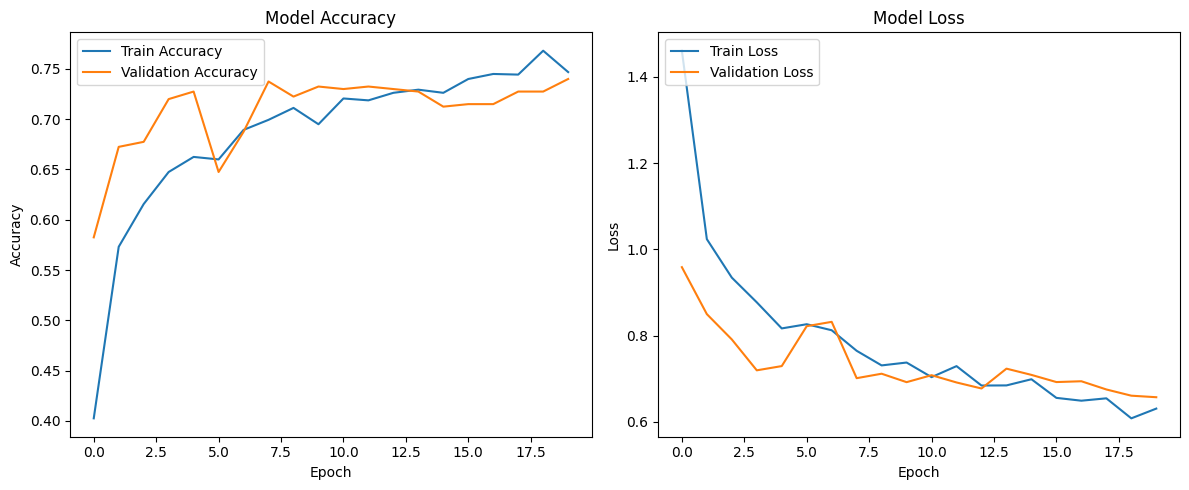 Model Accuracy
Train Accuracy
Validation Accuracy
0.75
0.70
0.65
0.60
0.55
0.50
0.45
0.40
Accuracy
0.0 2.5 5.0 7.5 10.0 12.5 15.0 17.5
Epoch
Model Loss
Train Loss
Validation Loss
1.4
1.2
1.0
0.8
0.6
Loss
0.0 2.5 5.0 7.5 10.0 12.5 15.0 17.5
Epoch